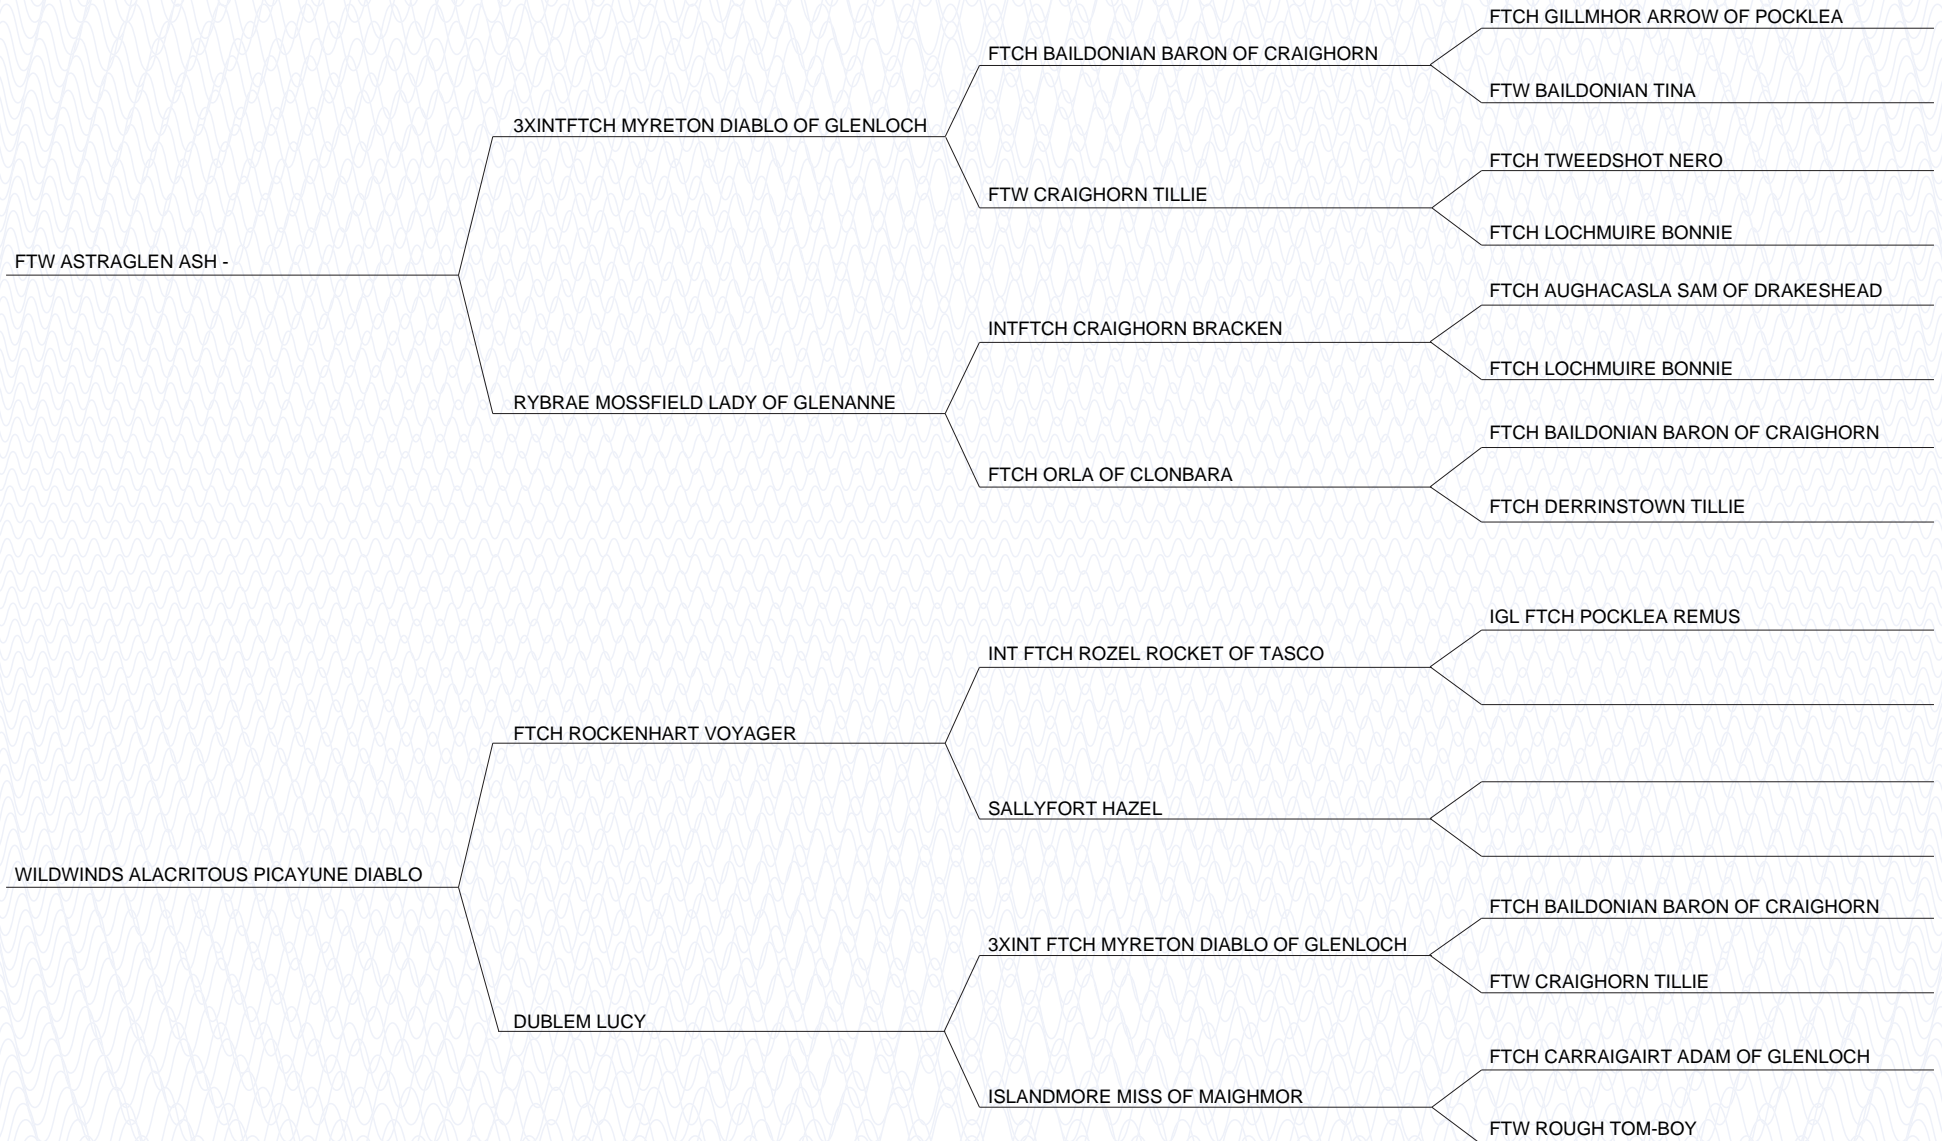 FTCH GILLMHOR ARROW OF POCKLEA
FTCH BAILDONIAN BARON OF CRAIGHORN
FTW BAILDONIAN TINA
3XINTFTCH MYRETON DIABLO OF GLENLOCH
FTCH TWEEDSHOT NERO
FTW CRAIGHORN TILLIE
FTCH LOCHMUIRE BONNIE
FTW ASTRAGLEN ASH -
FTCH AUGHACASLA SAM OF DRAKESHEAD
INTFTCH CRAIGHORN BRACKEN
FTCH LOCHMUIRE BONNIE
RYBRAE MOSSFIELD LADY OF GLENANNE
FTCH BAILDONIAN BARON OF CRAIGHORN
FTCH ORLA OF CLONBARA
FTCH DERRINSTOWN TILLIE
IGL FTCH POCKLEA REMUS
INT FTCH ROZEL ROCKET OF TASCO
FTCH ROCKENHART VOYAGER
SALLYFORT HAZEL
WILDWINDS ALACRITOUS PICAYUNE DIABLO
FTCH BAILDONIAN BARON OF CRAIGHORN
3XINT FTCH MYRETON DIABLO OF GLENLOCH
FTW CRAIGHORN TILLIE
DUBLEM LUCY
FTCH CARRAIGAIRT ADAM OF GLENLOCH
ISLANDMORE MISS OF MAIGHMOR
FTW ROUGH TOM-BOY